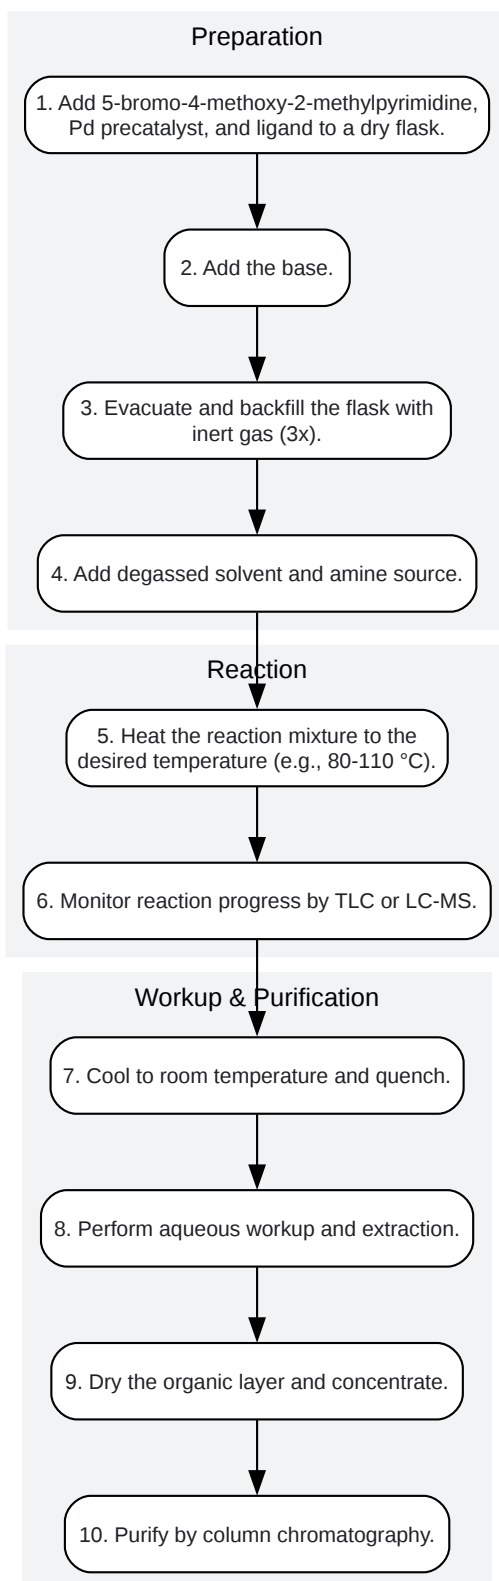 Preparation
1. Add 5-bromo-4-methoxy-2-methylpyrimidine,
Pd precatalyst, and ligand to a dry flask.
2. Add the base.
3. Evacuate and backfill the flask with
inert gas (3x).
4. Add degassed solvent and amine source.
Reaction
5. Heat the reaction mixture to the
desired temperature (e.g., 80-110 °C).
6. Monitor reaction progress by TLC or LC-MS.
Workup & Purification
7. Cool to room temperature and quench.
8. Perform aqueous workup and extraction.
9. Dry the organic layer and concentrate.
10. Purify by column chromatography.